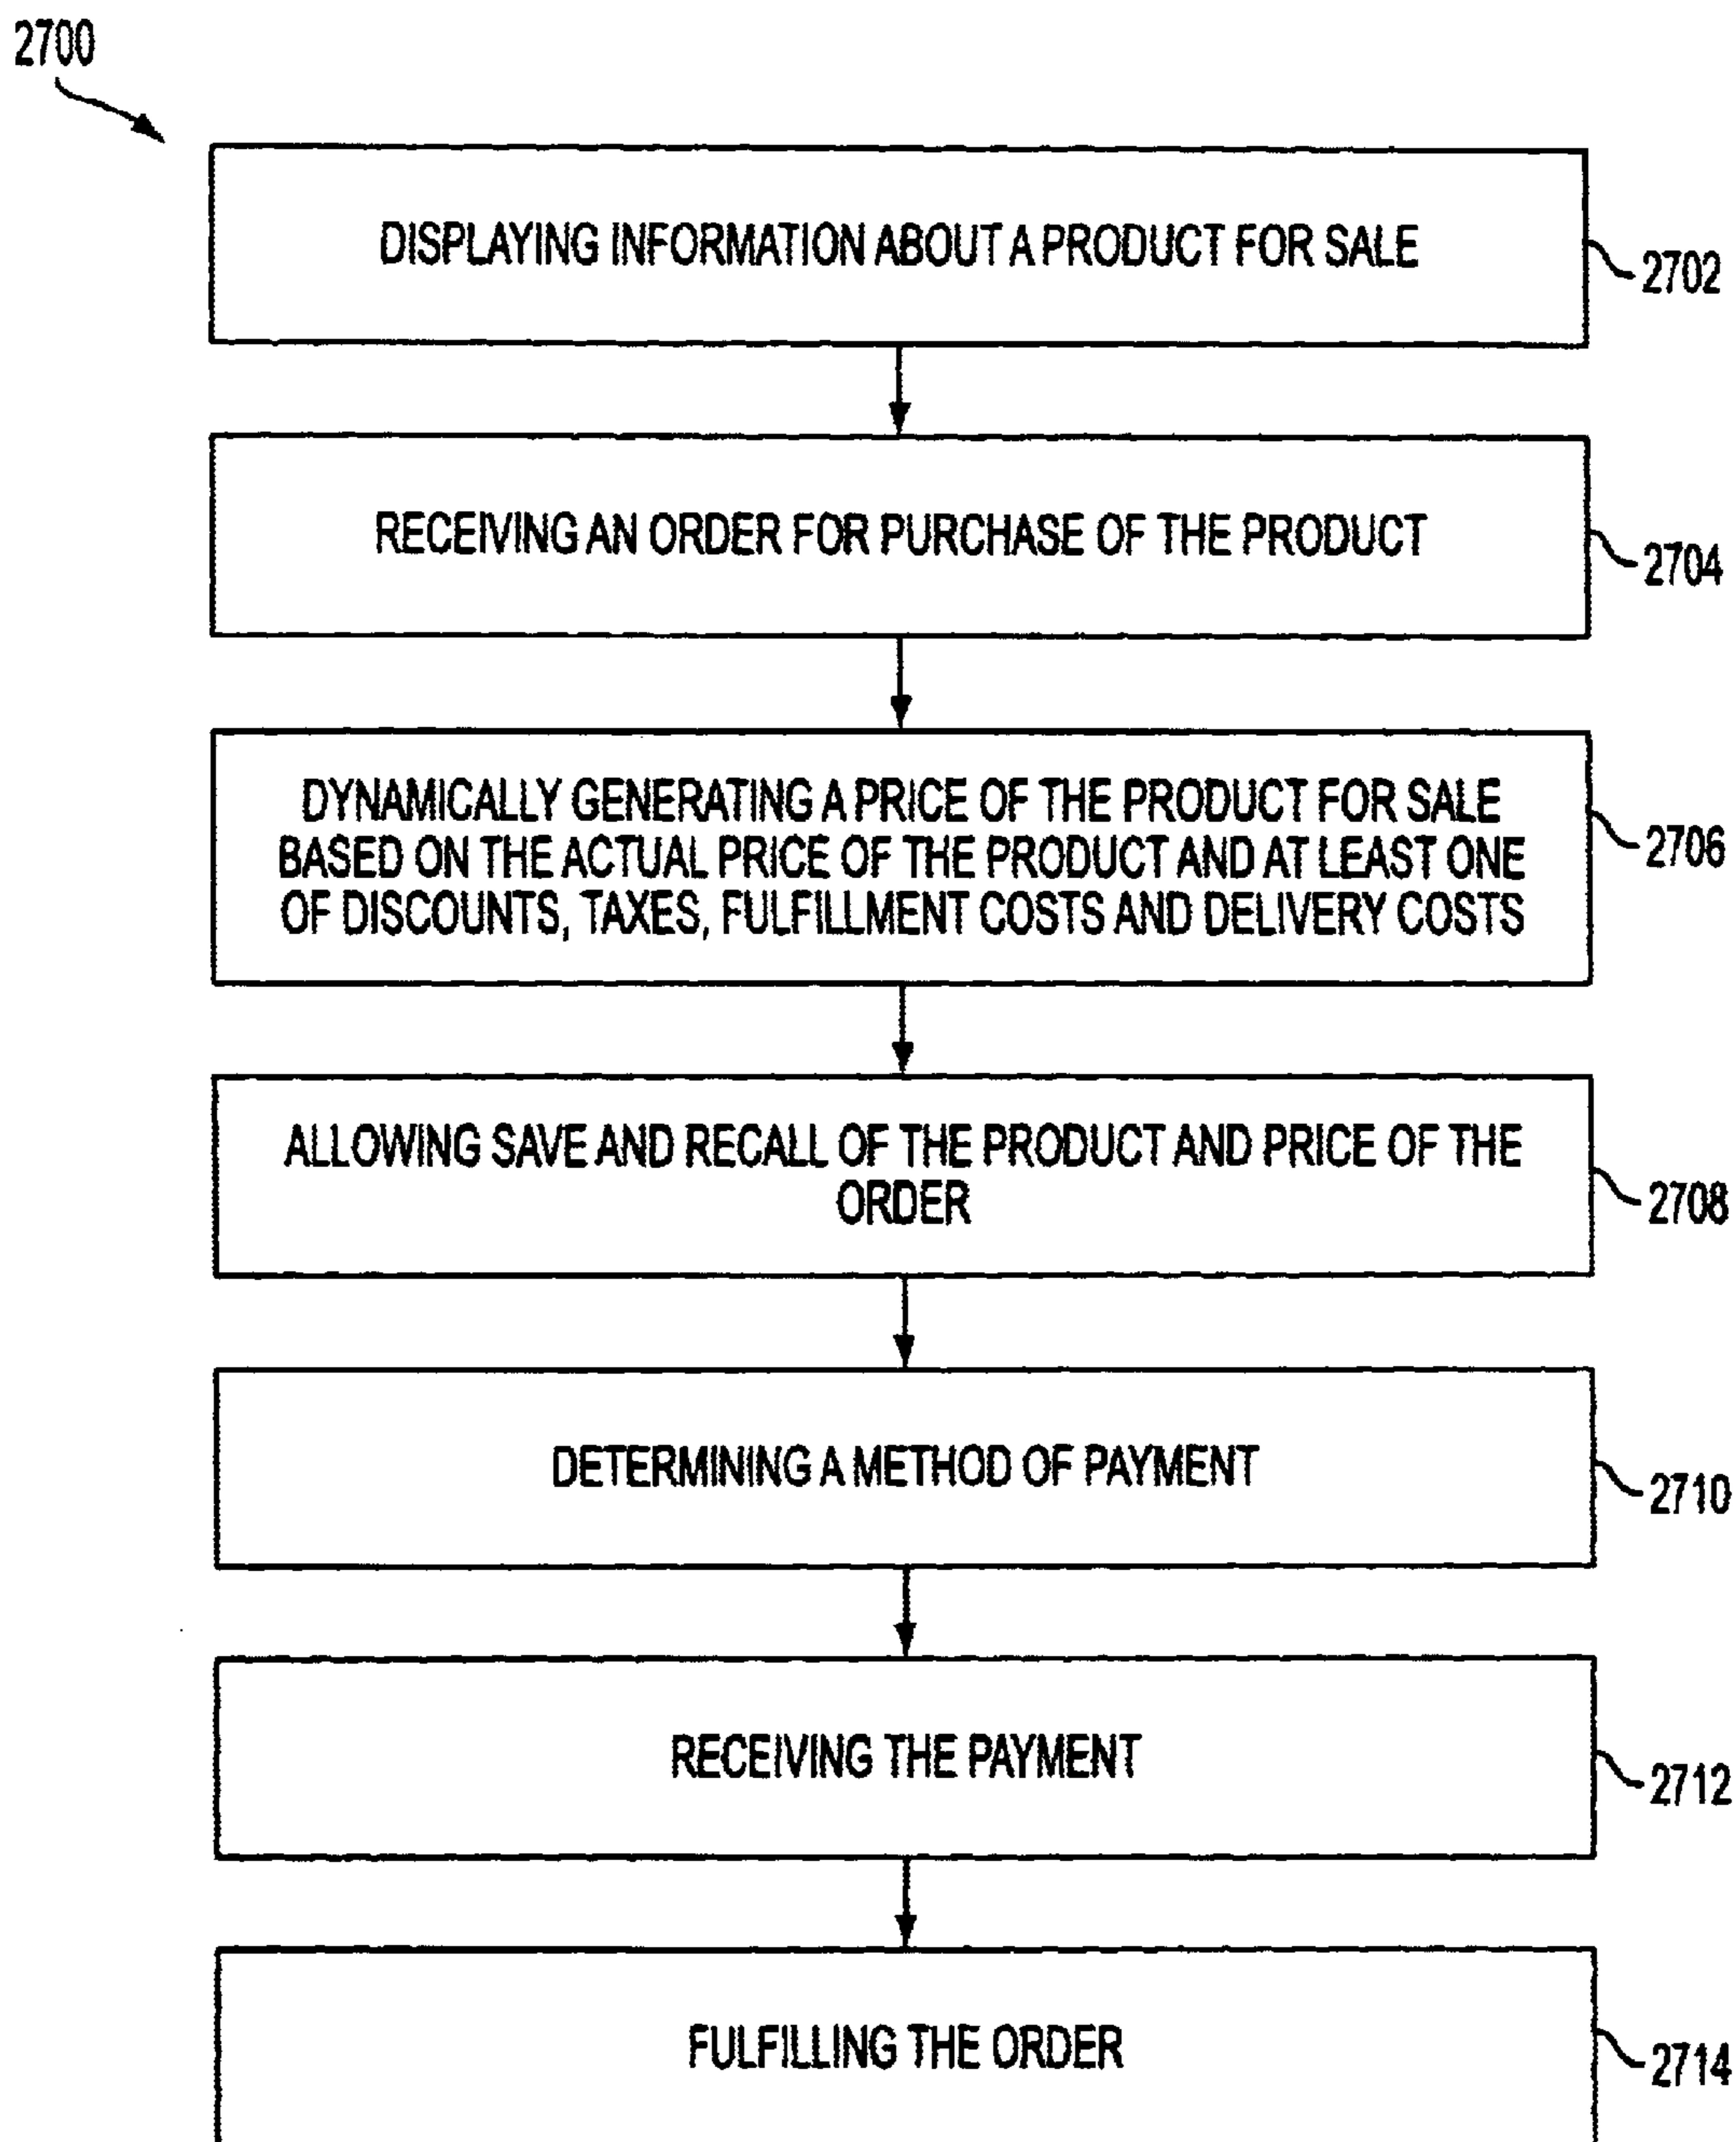 2700
DISPLAYING INFORMATION ABOUT A PRODUCT FOR SALE
2702
RECEIVING AN ORDER FOR PURCHASE OF THE PRODUCT
2704
DYNAMICALLY GENERATING A PRICE OF THE PRODUCT FOR SALE
BASED ON THE ACTUAL PRICE OF THE PRODUCT AND AT LEAST ONE
OF DISCOUNTS, TAXES, FULFILLMENT COSTS AND DELIVERY COSTS
2706
ALLOWING SAVE AND RECALL OF THE PRODUCT AND PRICE OF THE
ORDER
2708
DETERMINING A METHOD OF PAYMENT
2710
RECEIVING THE PAYMENT
2712
FULFILLING THE ORDER
2714